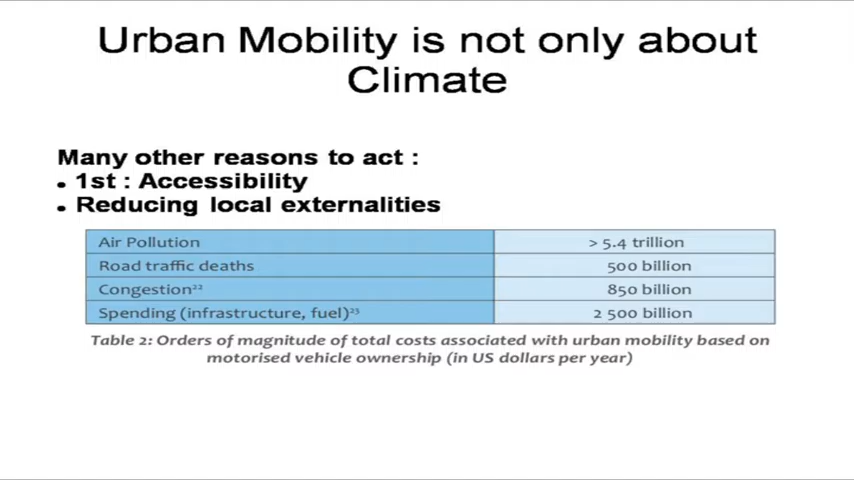 Urban Mobility is not only about
Climate
Many other reasons to act :
• 1st : Accessibility
• Reducing local externalities
Air Pollution > 5.4 trillion
Road traffic deaths 500 billion
Congestion²² 850 billion
Spending (infrastructure, fuel)²³ 2 500 billion
Table 2: Orders of magnitude of total costs associated with urban mobility based on
motorised vehicle ownership (in US dollars per year)